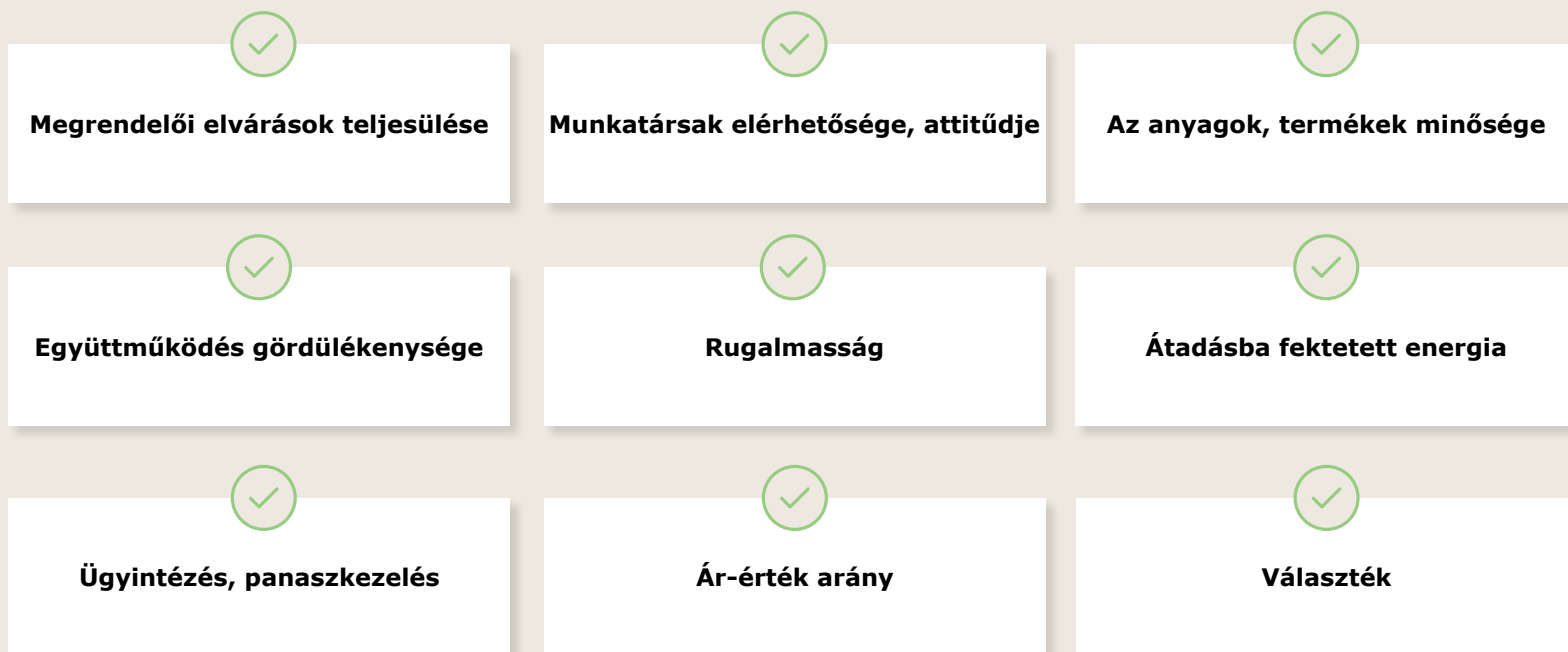 Megrendelői elvárások teljesülése
Munkatársak elérhetősége, attitűdje
Az anyagok, termékek minősége
Együttműködés gördülékenysége
Rugalmasság
Átadásba fektetett energia
Ügyintézés, panaszkezelés
Ár-érték arány
Választék